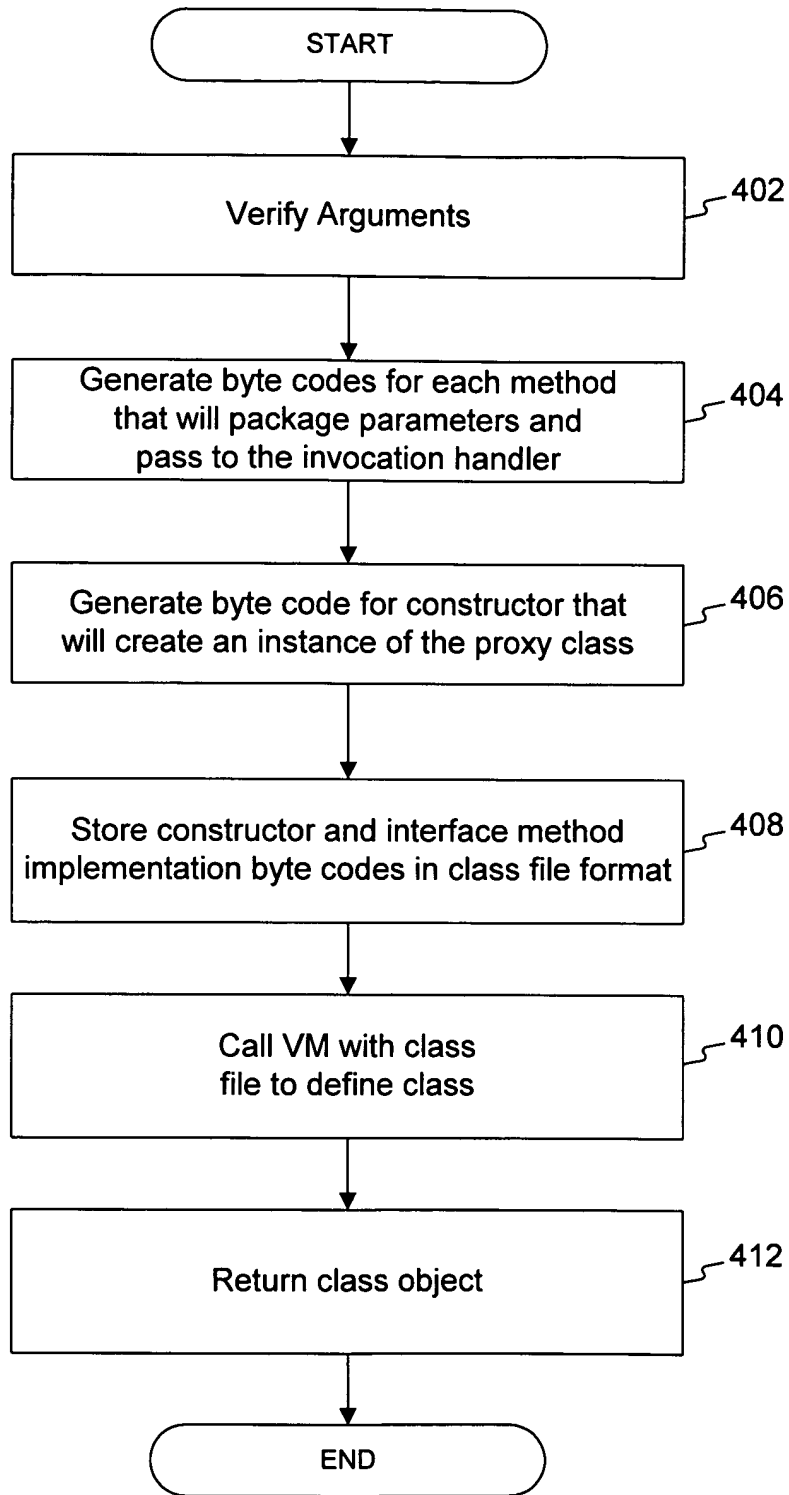 START
Verify Arguments
402
Generate byte codes for each method
that will package parameters and
pass to the invocation handler
404
Generate byte code for constructor that
will create an instance of the proxy class
406
Store constructor and interface method
implementation byte codes in class file format
408
Call VM with class
file to define class
410
Return class object
412
END